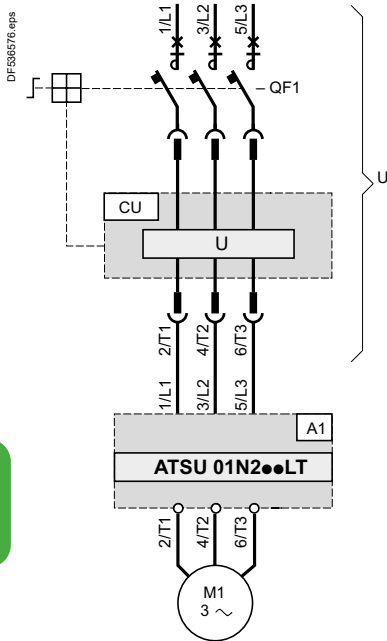 DF536576.eps
1/L1 3/L2 5/L3
QF1
U
CU
U
2/T1 4/T2 6/T3
1/L1 3/L2 5/L3
A1
ATSU 01N2●●LT
2/T1 4/T2 6/T3
M1
3 ~